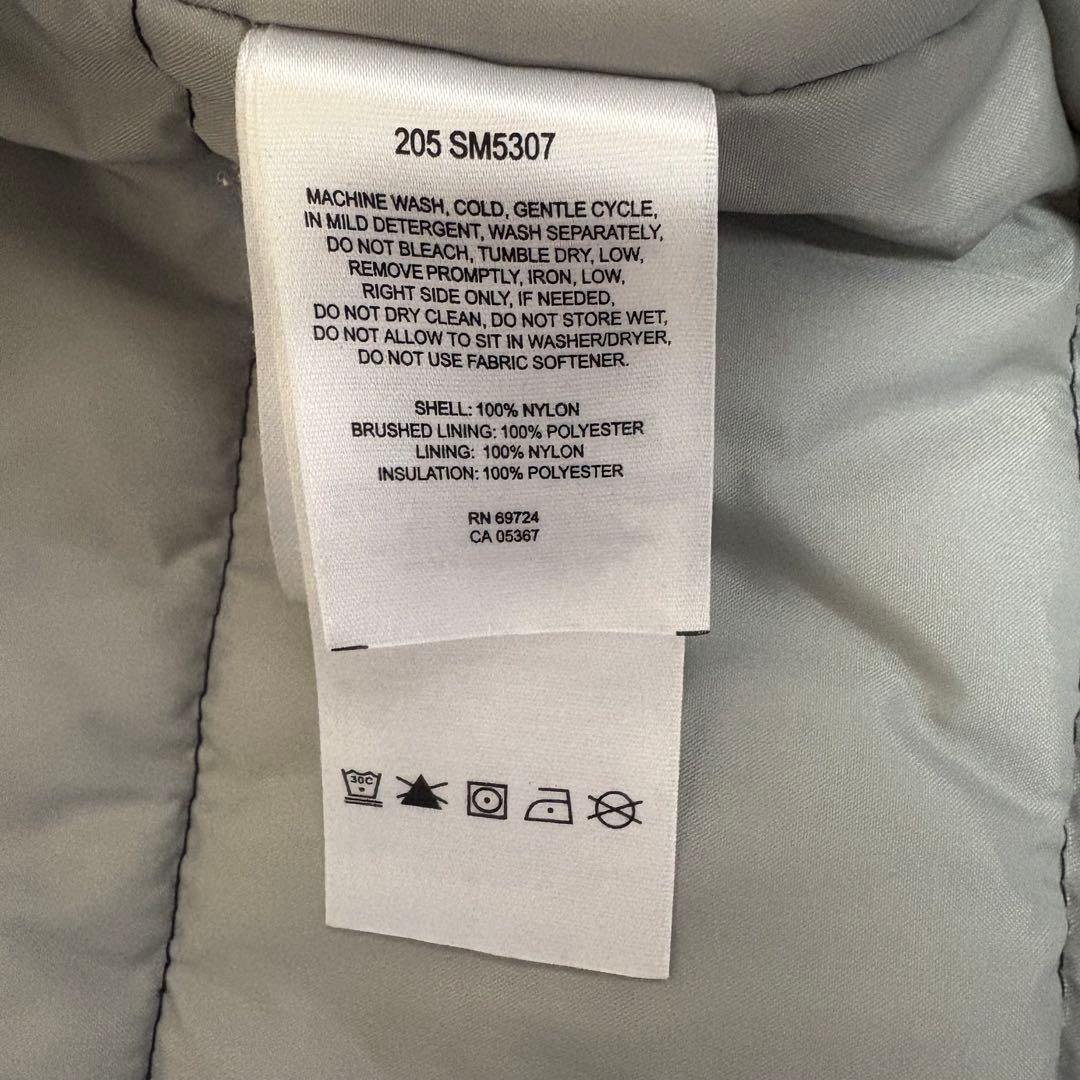 205 SM5307
MACHINE WASH, COLD, GENTLE CYCLE,
IN MILD DETERGENT, WASH SEPARATELY,
DO NOT BLEACH, TUMBLE DRY, LOW,
REMOVE PROMPTLY, IRON, LOW,
RIGHT SIDE ONLY, IF NEEDED,
DO NOT DRY CLEAN, DO NOT STORE WET,
DO NOT ALLOW TO SIT IN WASHER/DRYER,
DO NOT USE FABRIC SOFTENER.
SHELL: 100% NYLON
BRUSHED LINING: 100% POLYESTER
LINING: 100% NYLON
INSULATION: 100% POLYESTER
RN 69724
CA 05367
30C